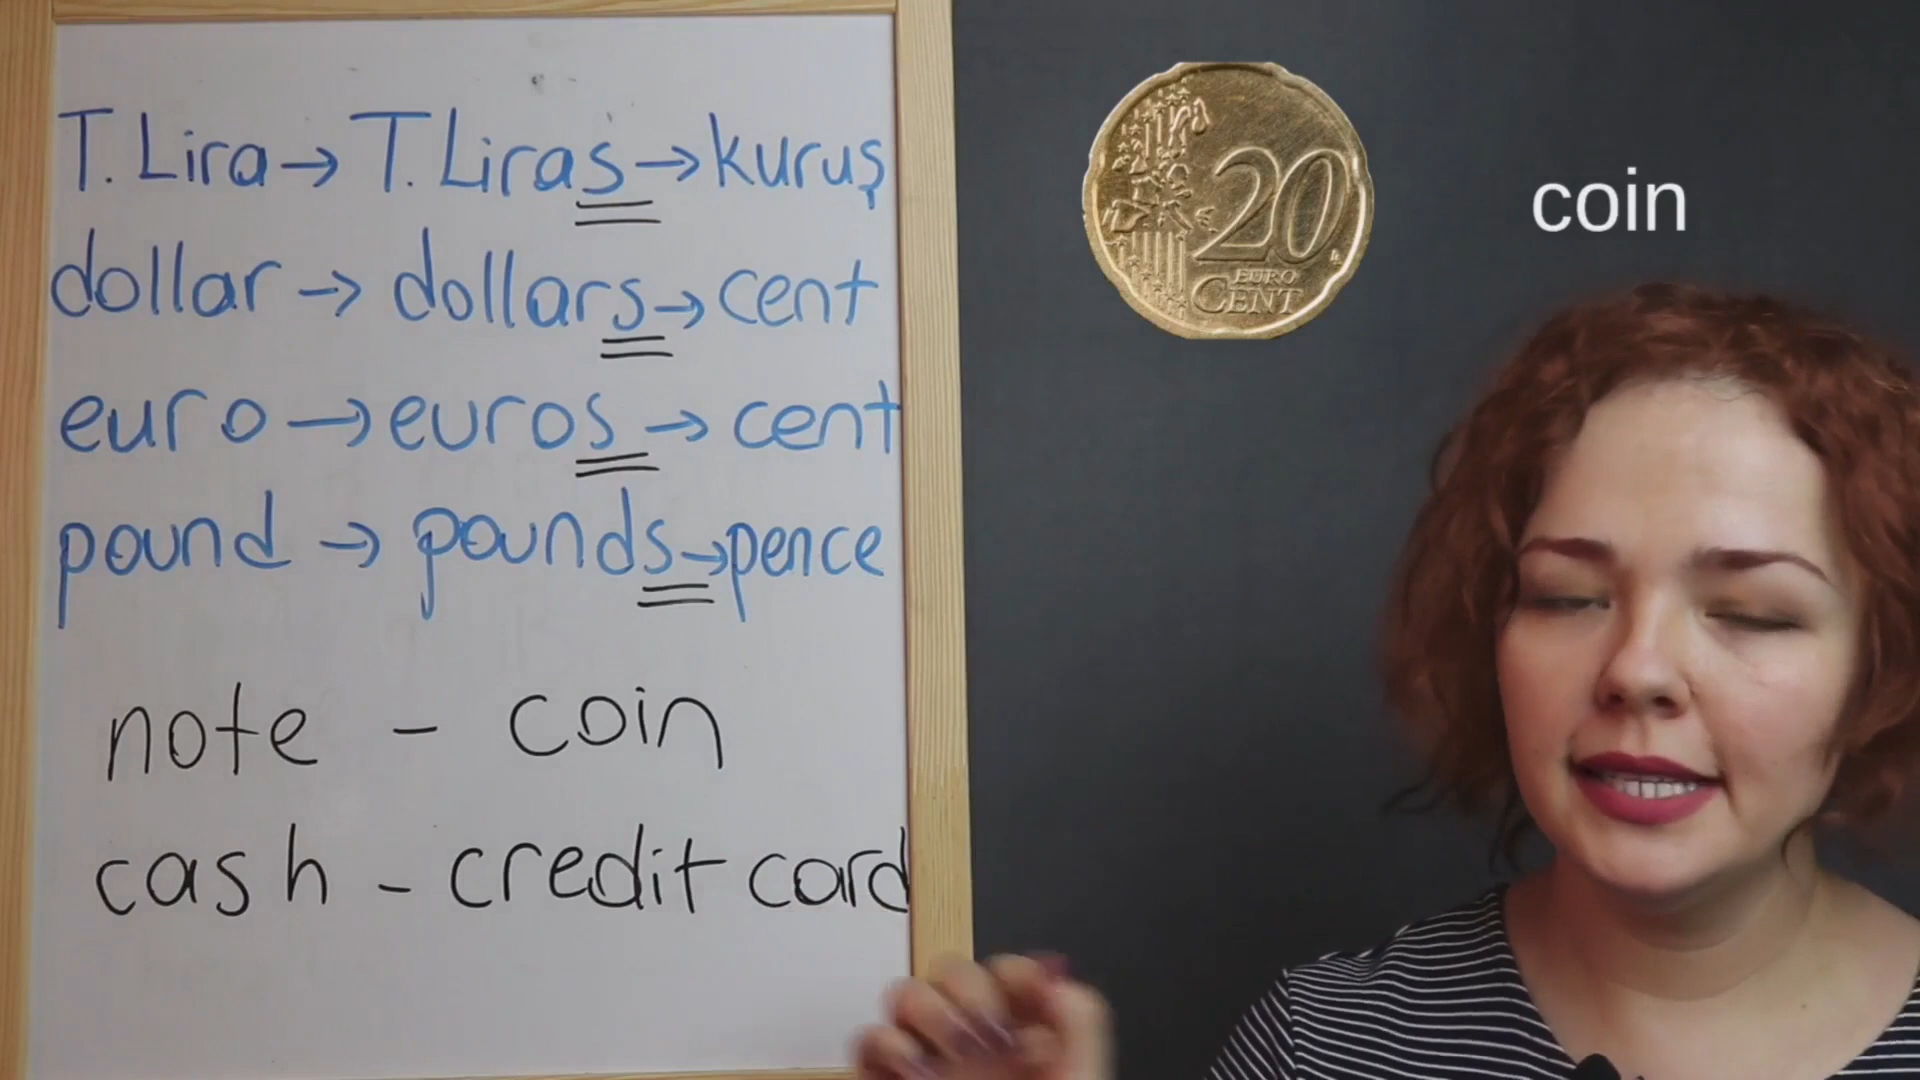 T. Lira → T. Liras → kuruş
dollar → dollars → cent
euro → euros → cent
pound → pounds → pence
note - coin
cash - credit card
20
EURO
CENT
coin